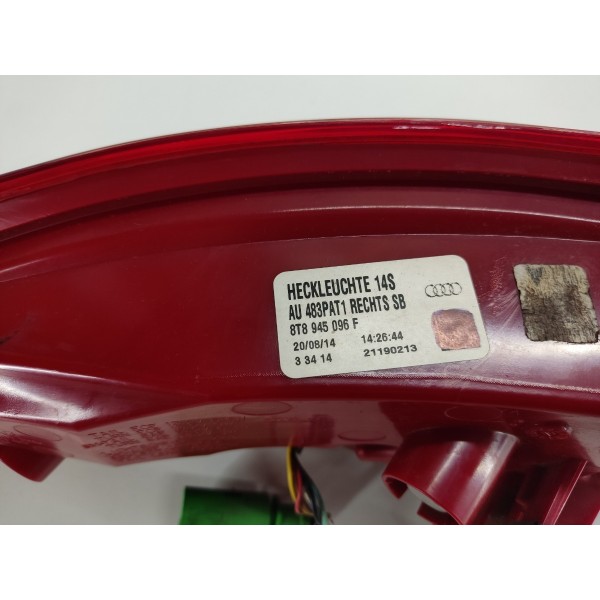 HECKLEUCHTE 14S
AU 483PAT1 RECHTS SB
8T8 945 096 F
20/08/14 14:26:44
3 34 14 21190213